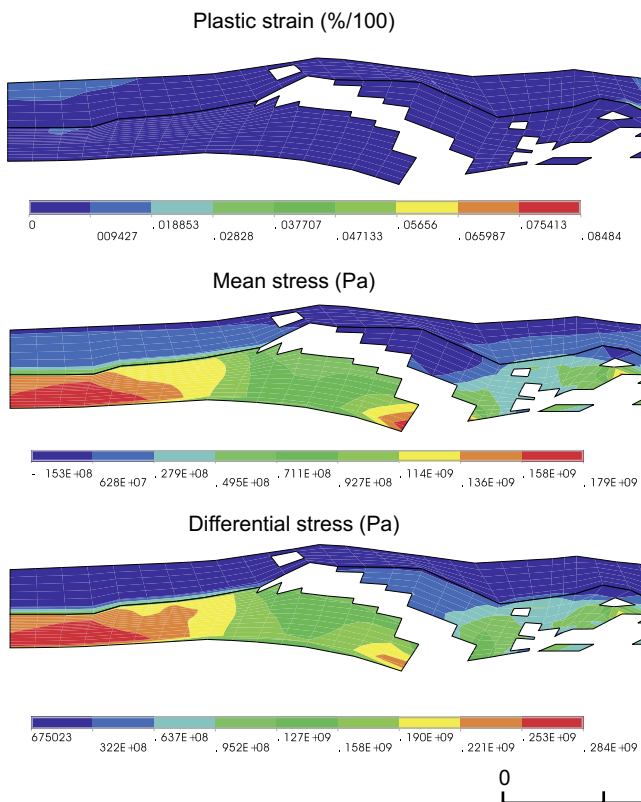 Plastic strain (%/100)
0 .018853 .037707 .05656 .075413
009427 .02828 .047133 .065987 .08484
Mean stress (Pa)
- 153E+08 .279E+08 .711E+08 .114E+09 .158E+09
628E+07 .495E+08 .927E+08 .136E+09 .179E+09
Differential stress (Pa)
675023 .637E+08 .127E+09 .190E+09 .253E+09
322E+08 .952E+08 .158E+09 .221E+09 .284E+09
0